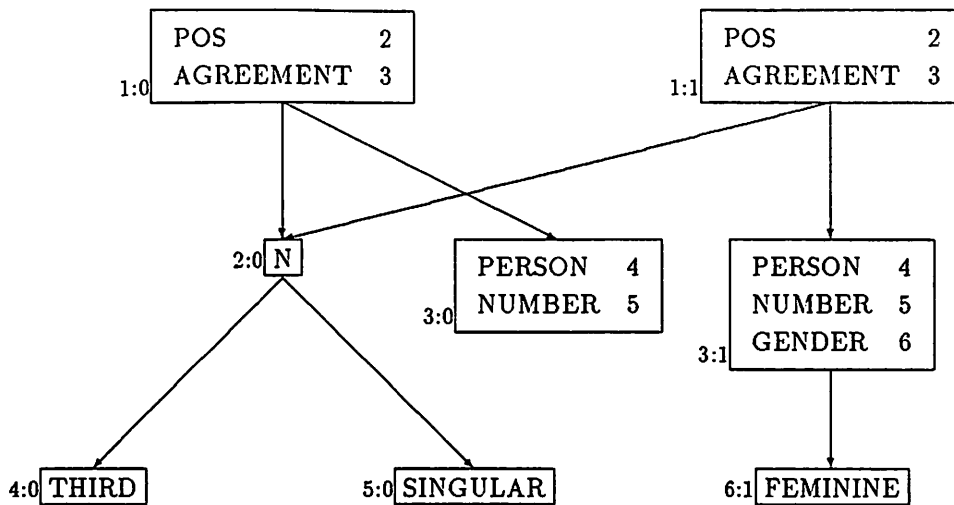 POS 2
AGREEMENT 3
1:0
POS 2
AGREEMENT 3
1:1
2:0 N
PERSON 4
NUMBER 5
3:0
PERSON 4
NUMBER 5
GENDER 6
3:1
4:0 THIRD
5:0 SINGULAR
6:1 FEMININE